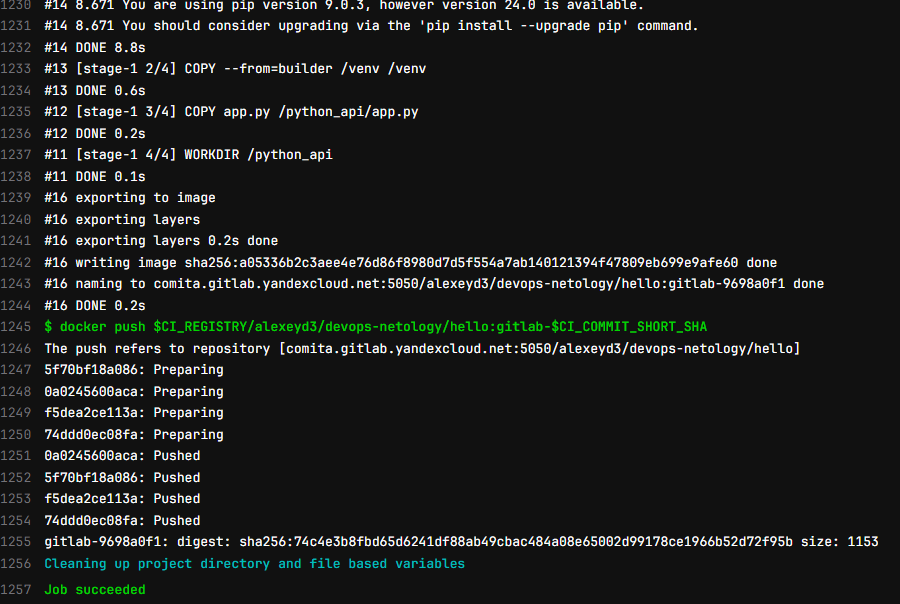 1230 #14 8.671 You are using pip version 9.0.3, however version 24.0 is available.
1231 #14 8.671 You should consider upgrading via the 'pip install --upgrade pip' command.
1232 #14 DONE 8.8s
1233 #13 [stage-1 2/4] COPY --from=builder /venv /venv
1234 #13 DONE 0.6s
1235 #12 [stage-1 3/4] COPY app.py /python_api/app.py
1236 #12 DONE 0.2s
1237 #11 [stage-1 4/4] WORKDIR /python_api
1238 #11 DONE 0.1s
1239 #16 exporting to image
1240 #16 exporting layers
1241 #16 exporting layers 0.2s done
1242 #16 writing image sha256:a05336b2c3aee4e76d86f8980d7d5f554a7ab140121394f47809eb699e9afe60 done
1243 #16 naming to comita.gitlab.yandexcloud.net:5050/alexeyd3/devops-netology/hello:gitlab-9698a0f1 done
1244 #16 DONE 0.2s
1245 $ docker push $CI_REGISTRY/alexeyd3/devops-netology/hello:gitlab-$CI_COMMIT_SHORT_SHA
1246 The push refers to repository [comita.gitlab.yandexcloud.net:5050/alexeyd3/devops-netology/hello]
1247 5f70bf18a086: Preparing
1248 0a0245600aca: Preparing
1249 f5dea2ce113a: Preparing
1250 74ddd0ec08fa: Preparing
1251 0a0245600aca: Pushed
1252 5f70bf18a086: Pushed
1253 f5dea2ce113a: Pushed
1254 74ddd0ec08fa: Pushed
1255 gitlab-9698a0f1: digest: sha256:74c4e3b8fbd65d6241df88ab49cbac484a08e65002d99178ce1966b52d72f95b size: 1153
1256 Cleaning up project directory and file based variables
1257 Job succeeded